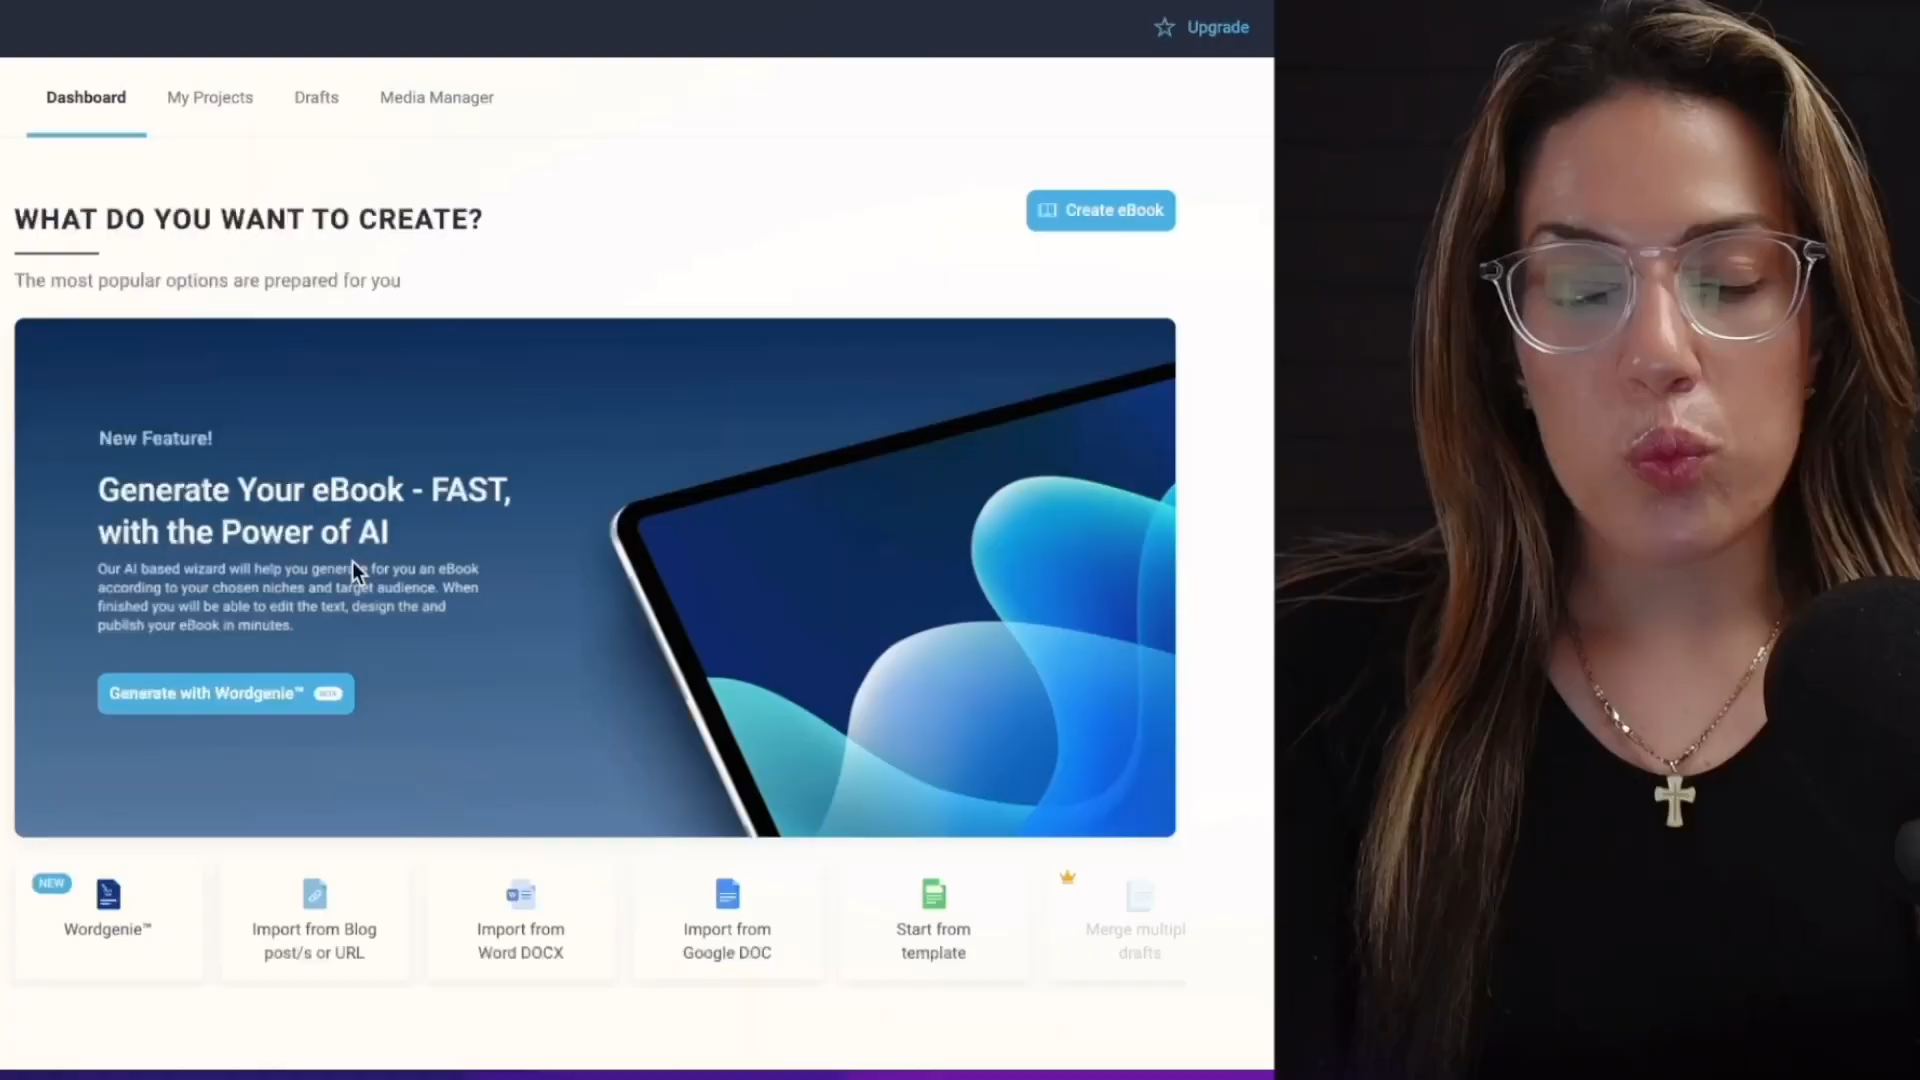 Upgrade
Dashboard My Projects Drafts Media Manager
WHAT DO YOU WANT TO CREATE?
Create eBook
The most popular options are prepared for you
New Feature!
Generate Your eBook - FAST,
with the Power of AI
Our AI based wizard will help you generate for you an eBook
according to your chosen niches and target audience. When
finished you will be able to edit the text, design the and
publish your eBook in minutes.
Generate with Wordgenie™ BETA
NEW
Wordgenie™
Import from Blog
post/s or URL
Import from
Word DOCX
Import from
Google DOC
Start from
template
Merge multipl
drafts